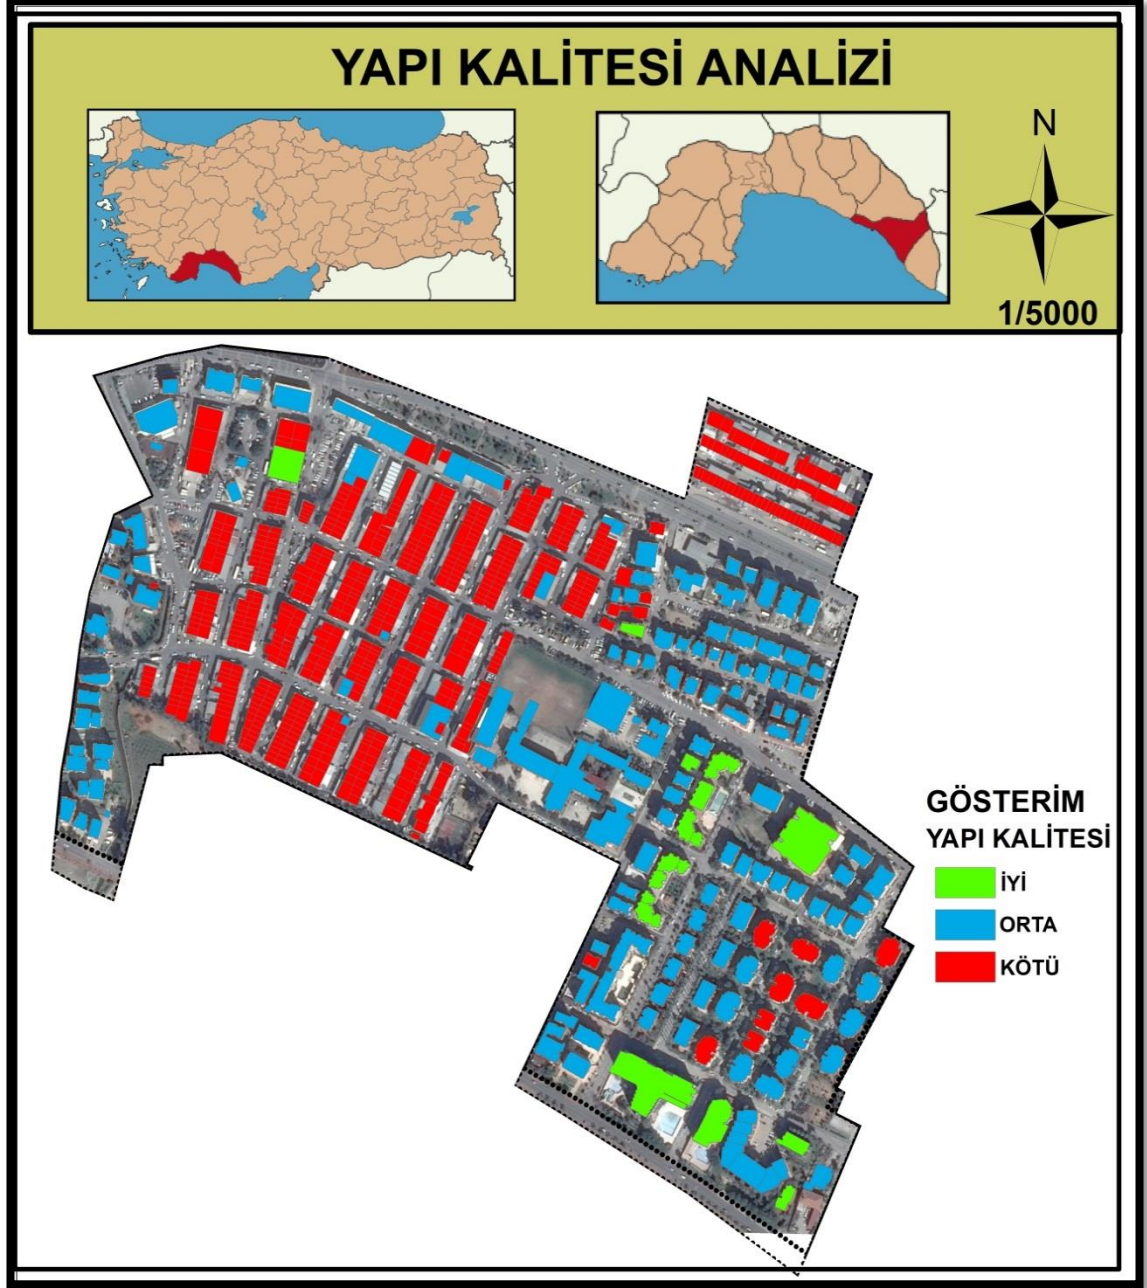 YAPI KALİTESİ ANALİZİ
N
1/5000
GÖSTERİM
YAPI KALİTESİ
İYİ
ORTA
KÖTÜ